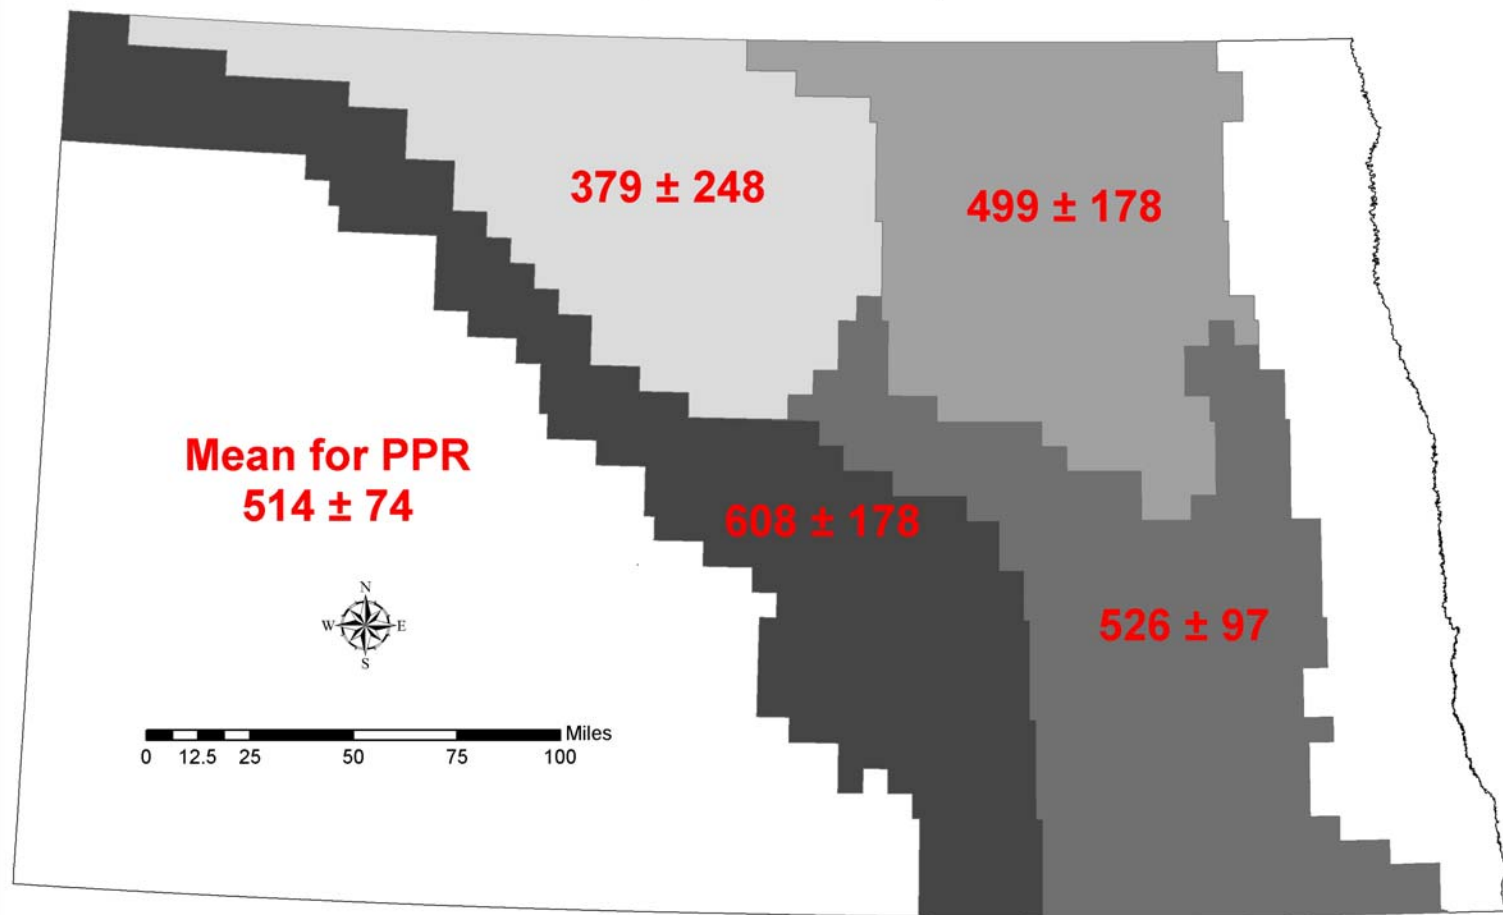 379 ± 248
499 ± 178
Mean for PPR
514 ± 74
608 ± 178
526 ± 97
N
W E
S
Miles
0 12.5 25 50 75 100